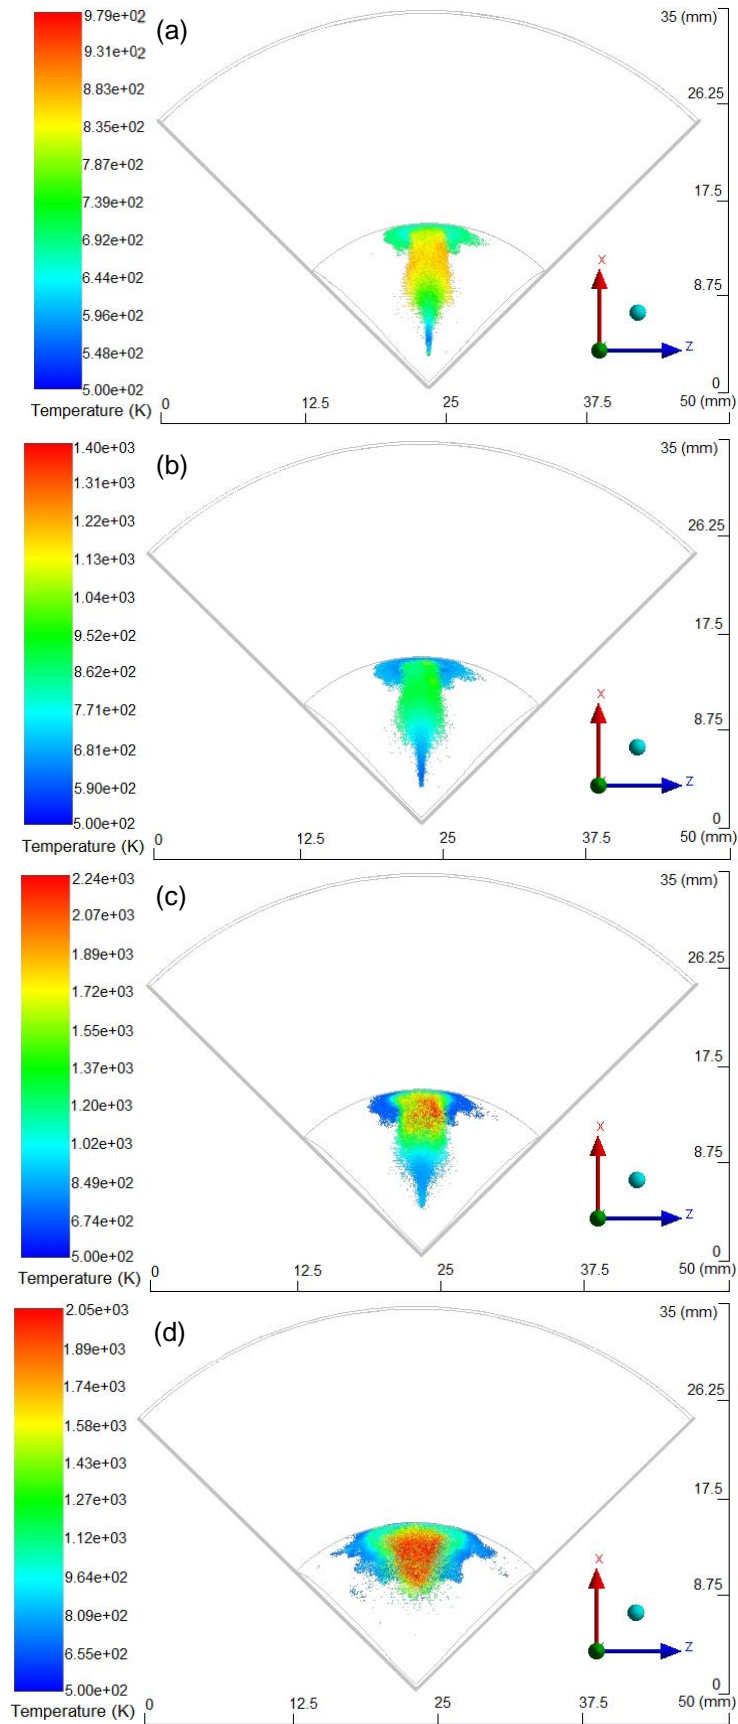 (a)
9.79e+02
9.31e+02
8.83e+02
8.35e+02
7.87e+02
7.39e+02
6.92e+02
6.44e+02
5.96e+02
5.48e+02
5.00e+02
Temperature (K)
35 (mm)
26.25
17.5
8.75
0
X
Z
0 12.5 25 37.5 50 (mm)
(b)
1.40e+03
1.31e+03
1.22e+03
1.13e+03
1.04e+03
9.52e+02
8.62e+02
7.71e+02
6.81e+02
5.90e+02
5.00e+02
Temperature (K)
35 (mm)
26.25
17.5
8.75
0
X
Z
0 12.5 25 37.5 50 (mm)
(c)
2.24e+03
2.07e+03
1.89e+03
1.72e+03
1.55e+03
1.37e+03
1.20e+03
1.02e+03
8.49e+02
6.74e+02
5.00e+02
Temperature (K)
35 (mm)
26.25
17.5
8.75
0
X
Z
0 12.5 25 37.5 50 (mm)
(d)
2.05e+03
1.89e+03
1.74e+03
1.58e+03
1.43e+03
1.27e+03
1.12e+03
9.64e+02
8.09e+02
6.55e+02
5.00e+02
Temperature (K)
35 (mm)
26.25
17.5
8.75
0
X
Z
0 12.5 25 37.5 50 (mm)